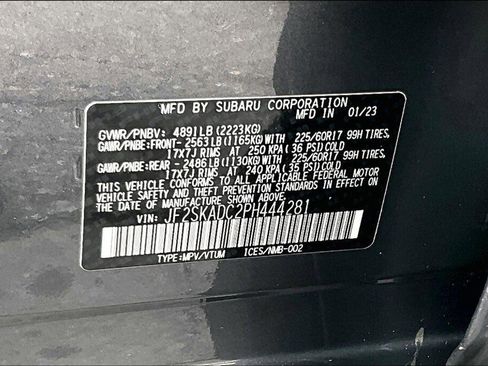 MFD BY SUBARU CORPORATION
MFD IN 01/23
GVWR/PNBV: 4891LB (2223KG)
GAWR/PNBE:FRONT- 2563LB (1165KG) WITH 225/60R17 99H TIRES,
17X7J RIMS AT 250 KPA (36 PSI)COLD
GAWR/PNBE:REAR -2486LB (1130KG) WITH 225/60R17 99H TIRES,
17X7J RIMS AT 240 KPA (35 PSI)COLD
THIS VEHICLE CONFORMS TO ALL APPLICABLE FEDERAL MOTOR
VEHICLE SAFETY, BUMPER, AND THEFT PREVENTION STANDARDS IN
EFFECT ON THE DATE OF MANUFACTURE SHOWN ABOVE.
VIN: JF2SKADC2PH444281
TYPE:MPV/VTUM ICES/NMB-002